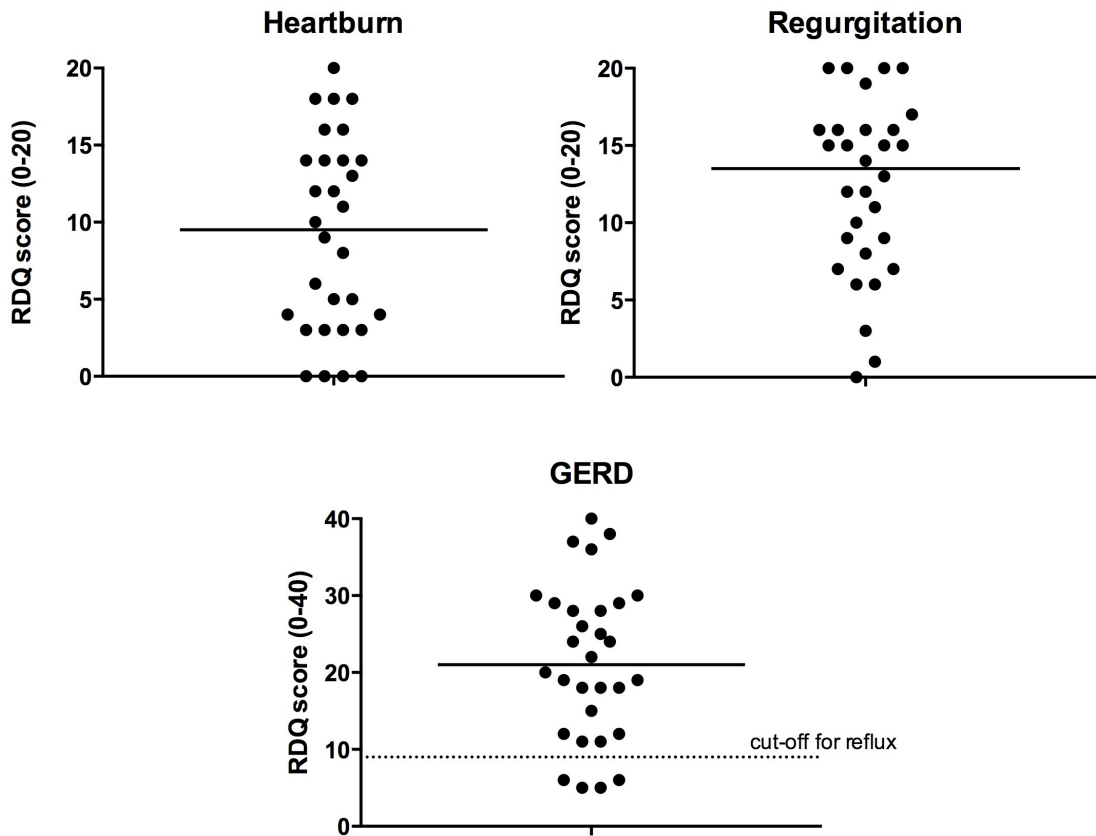 Heartburn
RDQ score (0-20)
20
15
10
5
0
Regurgitation
RDQ score (0-20)
20
15
10
5
0
GERD
RDQ score (0-40)
40
30
20
10
0
cut-off for reflux